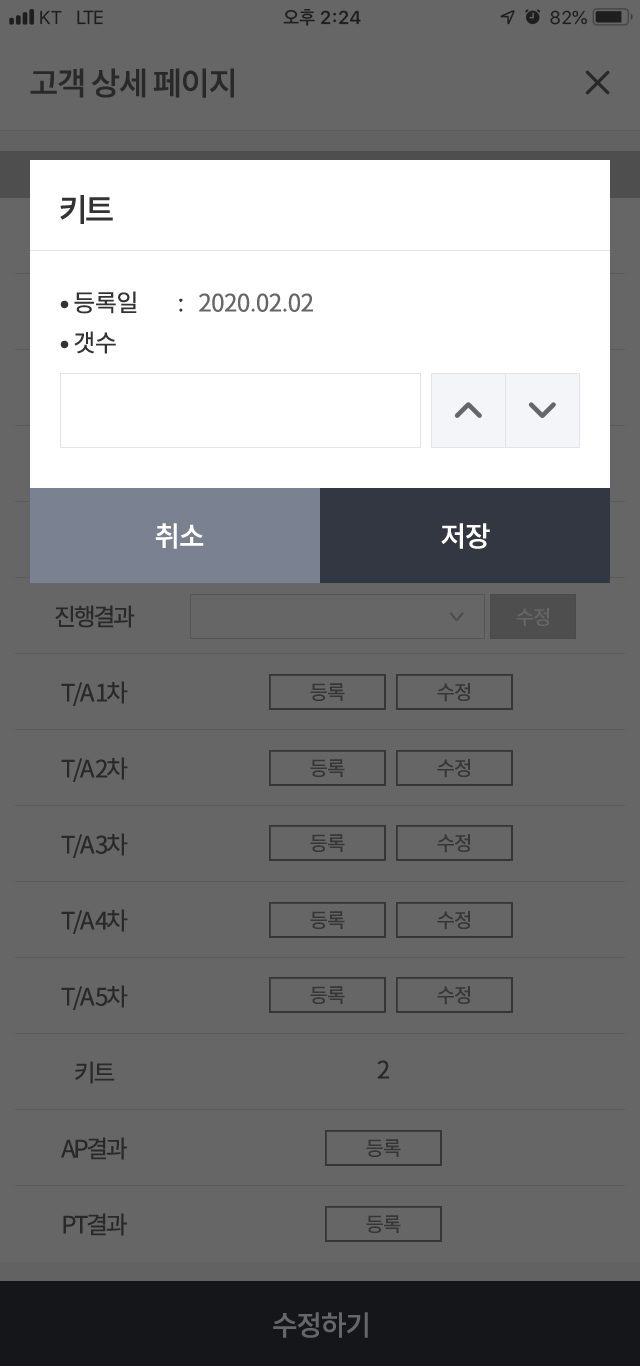 KT LTE 오후 2:24 82%
고객 상세 페이지
키트
• 등록일 : 2020.02.02
• 갯수
취소 저장
진행결과 수정
T/A1차 등록 수정
T/A2차 등록 수정
T/A3차 등록 수정
T/A4차 등록 수정
T/A5차 등록 수정
키트 2
AP결과 등록
PT결과 등록
수정하기